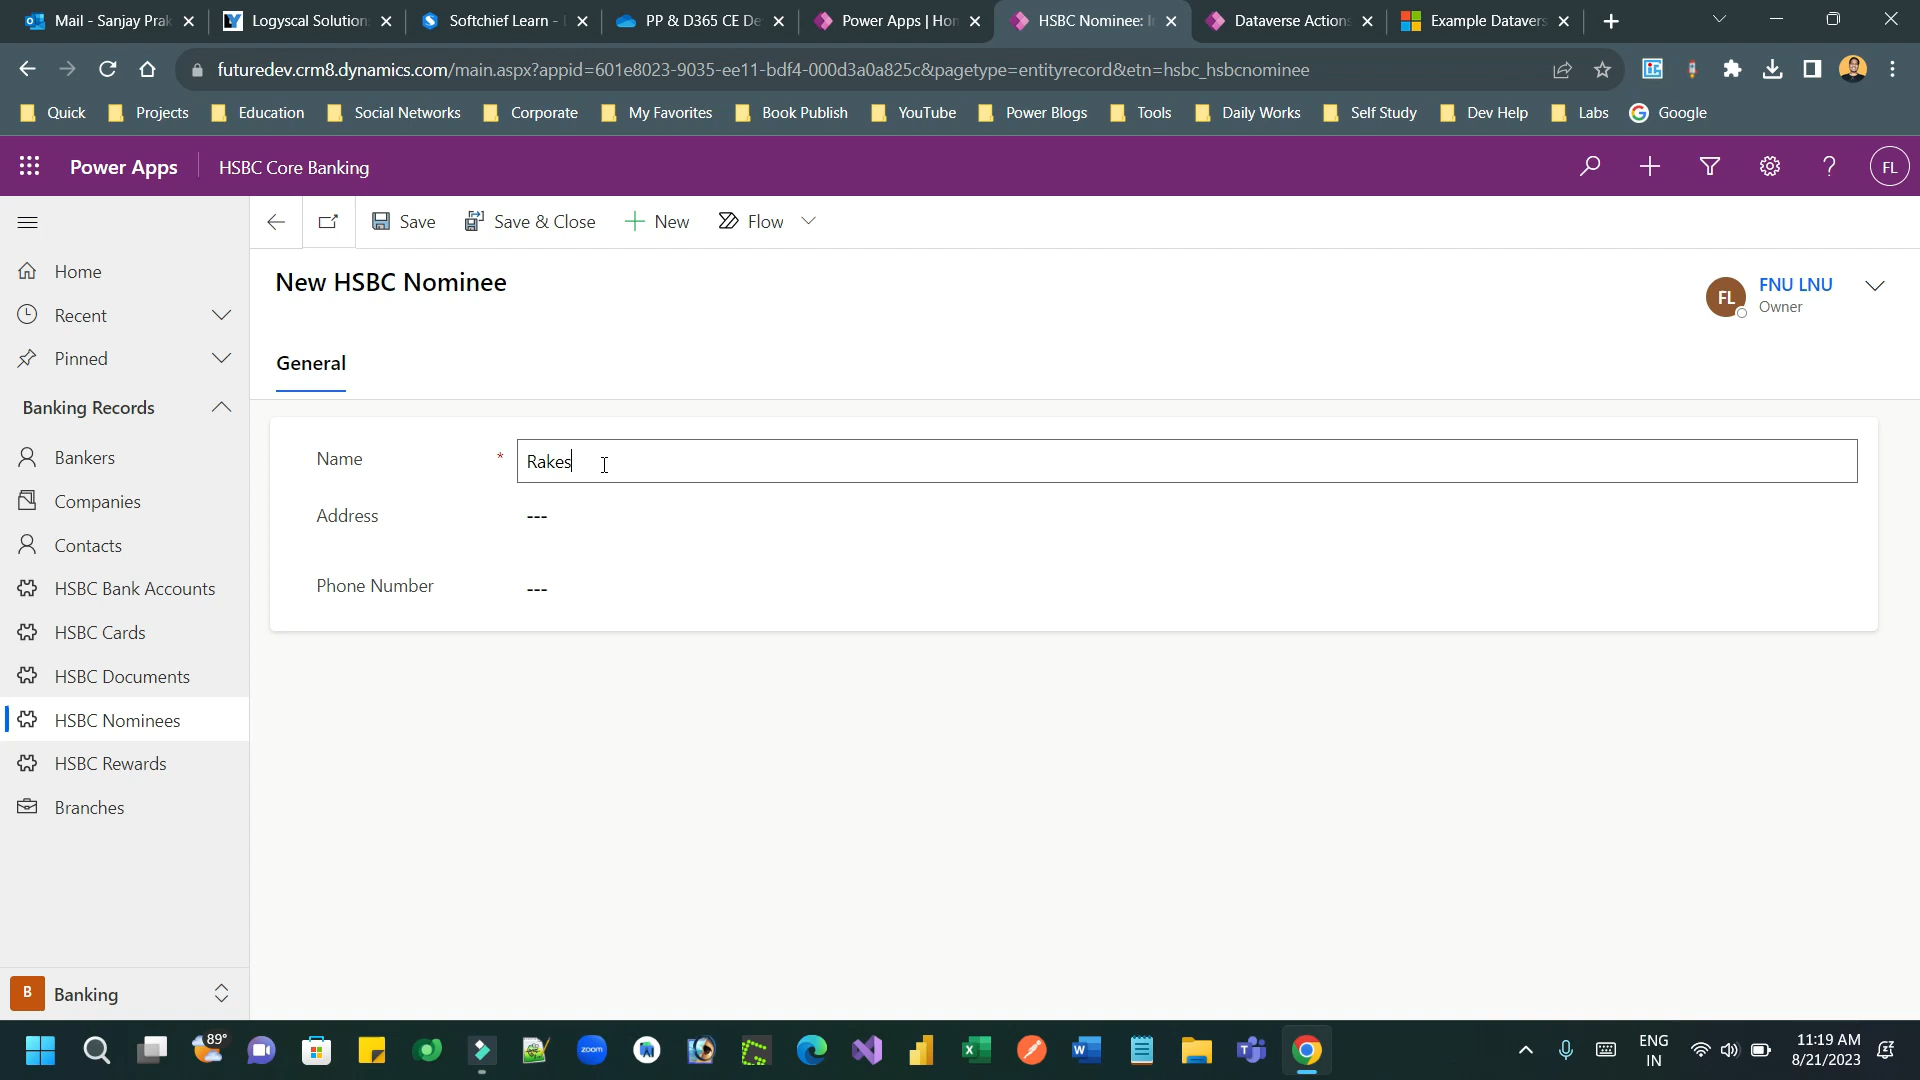 Mail - Sanjay Prak
Logyscal Solution
Softchief Learn -
PP & D365 CE De
Power Apps | Hon
HSBC Nominee: I
Dataverse Actions
Example Datavers
futuredev.crm8.dynamics.com/main.aspx?appid=601e8023-9035-ee11-bdf4-000d3a0a825c&pagetype=entityrecord&etn=hsbc_hsbcnominee
Quick
Projects
Education
Social Networks
Corporate
My Favorites
Book Publish
YouTube
Power Blogs
Tools
Daily Works
Self Study
Dev Help
Labs
Google
Power Apps
HSBC Core Banking
FL
Save
Save & Close
New
Flow
Home
Recent
Pinned
Banking Records
Bankers
Companies
Contacts
HSBC Bank Accounts
HSBC Cards
HSBC Documents
HSBC Nominees
HSBC Rewards
Branches
B Banking
New HSBC Nominee
FL
FNU LNU
Owner
General
Name * Rakes
Address ---
Phone Number ---
89°
zoom
ENG
IN
11:19 AM
8/21/2023